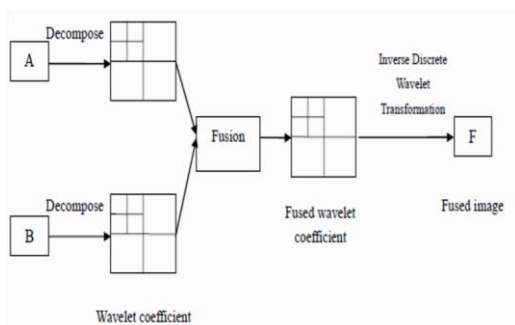 Decompose
A
Inverse Discrete
Wavelet
Transformation
Fusion
F
Decompose
B
Fused wavelet
coefficient
Fused image
Wavelet coefficient